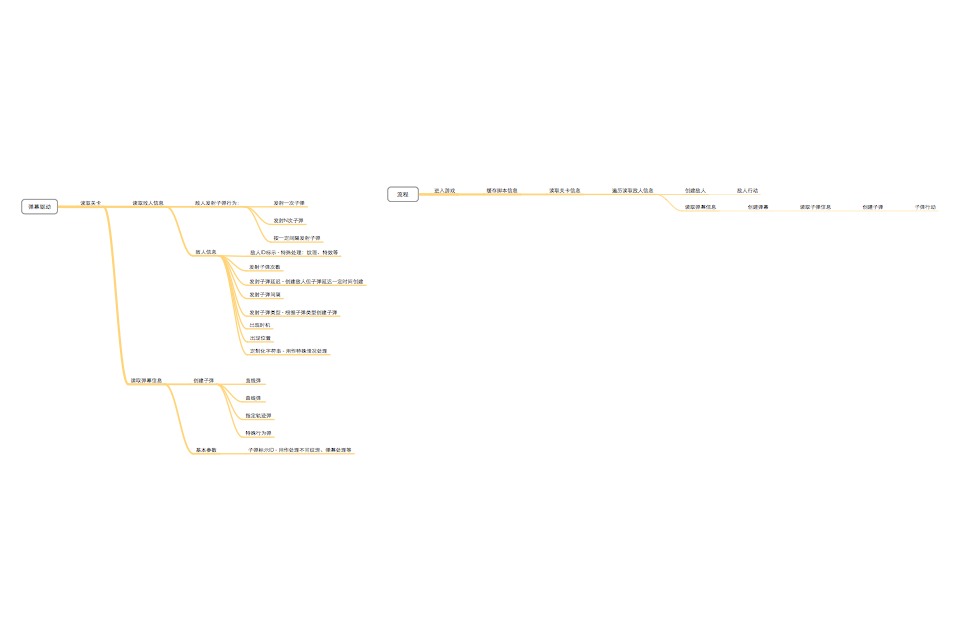 弹幕驱动
读取关卡
读取敌人信息
敌人发射子弹行为
发射一次子弹
发射N次子弹
按一定间隔发射子弹
敌人信息
敌人ID标示 - 特殊处理：纹理、特效等
发射子弹次数
发射子弹延迟 - 创建敌人后子弹延迟一定时间创建
发射子弹间隔
发射子弹类型 - 根据子弹类型创建子弹
出现时机
出现位置
定制化字符串 - 用作特殊情况处理
读取弹幕信息
创建子弹
直线弹
曲线弹
指定轨迹弹
特殊行为弹
基本参数
子弹标示ID - 用作处理不同纹理、弹幕处理等
流程
进入游戏
缓存脚本信息
读取关卡信息
遍历读取敌人信息
创建敌人
敌人行动
读取弹幕信息
创建弹幕
读取子弹信息
创建子弹
子弹行动